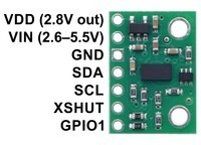 VDD (2.8V out)
VIN (2.6–5.5V)
GND
SDA
SCL
XSHUT
GPIO1